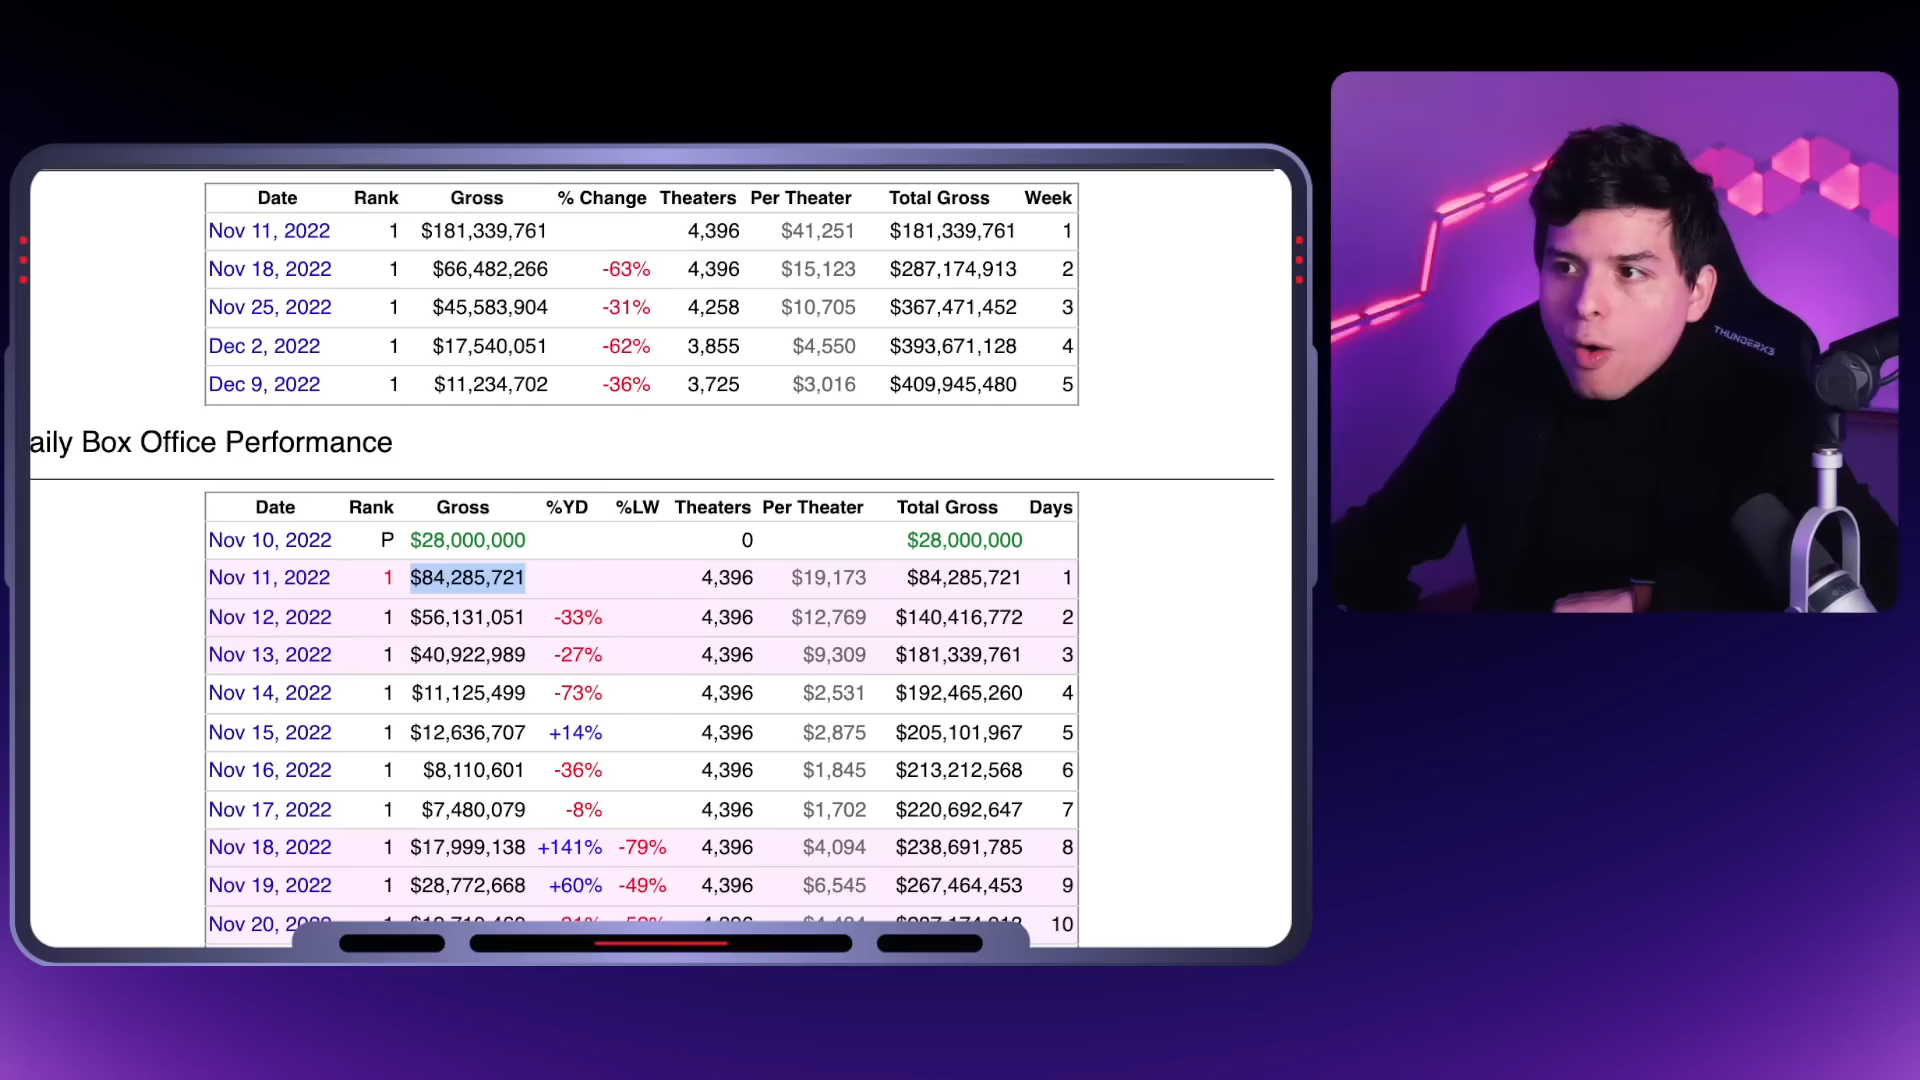 Date Rank Gross % Change Theaters Per Theater Total Gross Week
Nov 11, 2022 1 $181,339,761 4,396 $41,251 $181,339,761 1
Nov 18, 2022 1 $66,482,266 -63% 4,396 $15,123 $287,174,913 2
Nov 25, 2022 1 $45,583,904 -31% 4,258 $10,705 $367,471,452 3
Dec 2, 2022 1 $17,540,051 -62% 3,855 $4,550 $393,671,128 4
Dec 9, 2022 1 $11,234,702 -36% 3,725 $3,016 $409,945,480 5
aily Box Office Performance
Date Rank Gross %YD %LW Theaters Per Theater Total Gross Days
Nov 10, 2022 P $28,000,000 0 $28,000,000
Nov 11, 2022 1 $84,285,721 4,396 $19,173 $84,285,721 1
Nov 12, 2022 1 $56,131,051 -33% 4,396 $12,769 $140,416,772 2
Nov 13, 2022 1 $40,922,989 -27% 4,396 $9,309 $181,339,761 3
Nov 14, 2022 1 $11,125,499 -73% 4,396 $2,531 $192,465,260 4
Nov 15, 2022 1 $12,636,707 +14% 4,396 $2,875 $205,101,967 5
Nov 16, 2022 1 $8,110,601 -36% 4,396 $1,845 $213,212,568 6
Nov 17, 2022 1 $7,480,079 -8% 4,396 $1,702 $220,692,647 7
Nov 18, 2022 1 $17,999,138 +141% -79% 4,396 $4,094 $238,691,785 8
Nov 19, 2022 1 $28,772,668 +60% -49% 4,396 $6,545 $267,464,453 9
Nov 20, 10
THUNDERX3